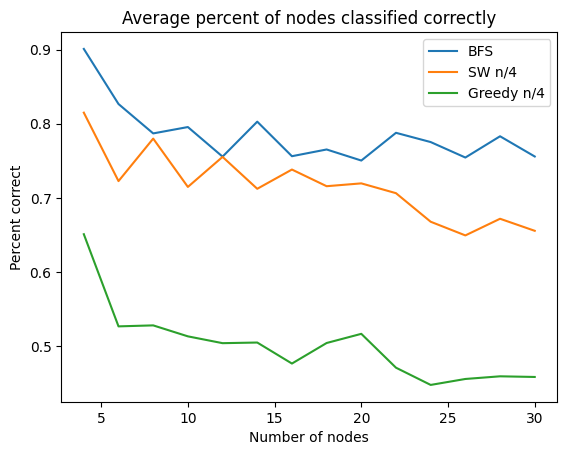 Average percent of nodes classified correctly
BFS
SW n/4
Greedy n/4
Percent correct
0.9
0.8
0.7
0.6
0.5
5
10
15
20
25
30
Number of nodes